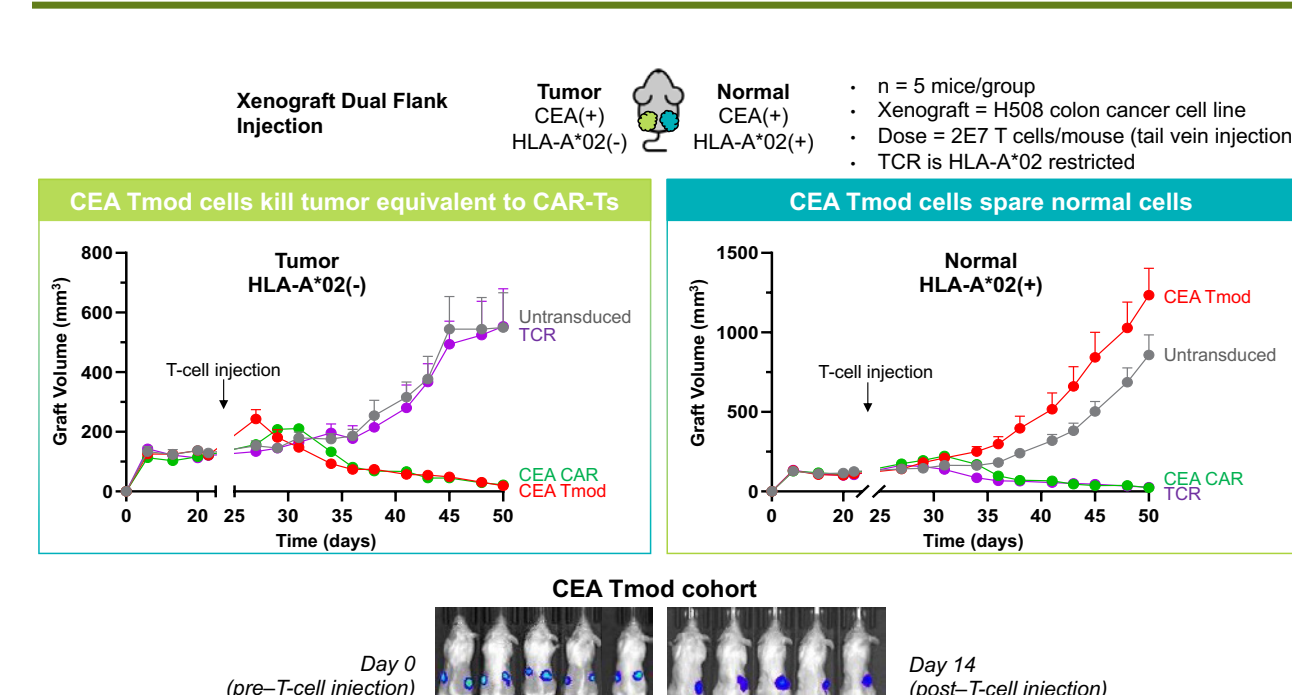 Xenograft Dual Flank
Injection
Tumor
CEA(+)
HLA-A*02(-)
Normal
CEA(+)
HLA-A*02(+)
• n = 5 mice/group
• Xenograft = H508 colon cancer cell line
• Dose = 2E7 T cells/mouse (tail vein injection
• TCR is HLA-A*02 restricted
CEA Tmod cells kill tumor equivalent to CAR-Ts
Graft Volume (mm³)
800
600
400
200
0
Tumor
HLA-A*02(-)
T-cell injection
Untransduced
TCR
CEA CAR
CEA Tmod
0 20 25 30 35 40 45 50
Time (days)
CEA Tmod cells spare normal cells
Graft Volume (mm³)
1500
1000
500
0
Normal
HLA-A*02(+)
T-cell injection
CEA Tmod
Untransduced
CEA CAR
TCR
0 20 25 30 35 40 45 50
Time (days)
CEA Tmod cohort
Day 0
(pre–T-cell injection)
Day 14
(post–T-cell injection)